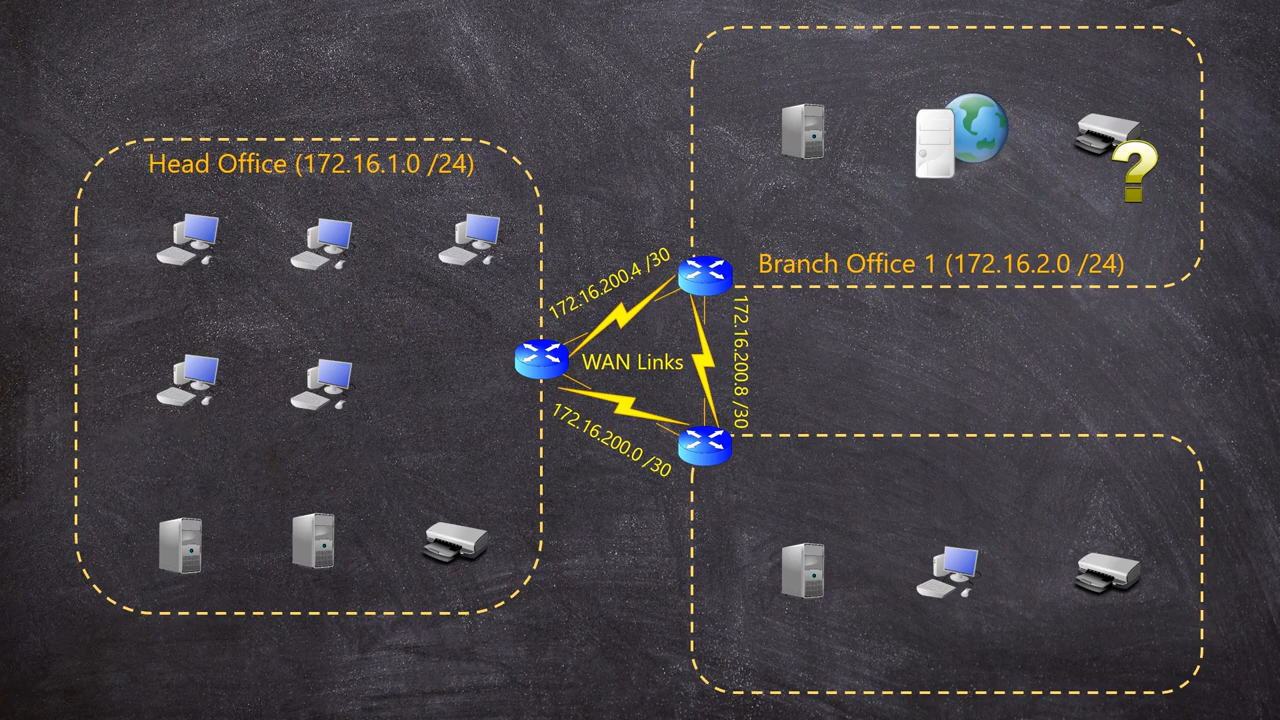 Head Office (172.16.1.0 /24)
172.16.200.4 /30
Branch Office 1 (172.16.2.0 /24)
WAN Links
172.16.200.8 /30
172.16.200.0 /30
?